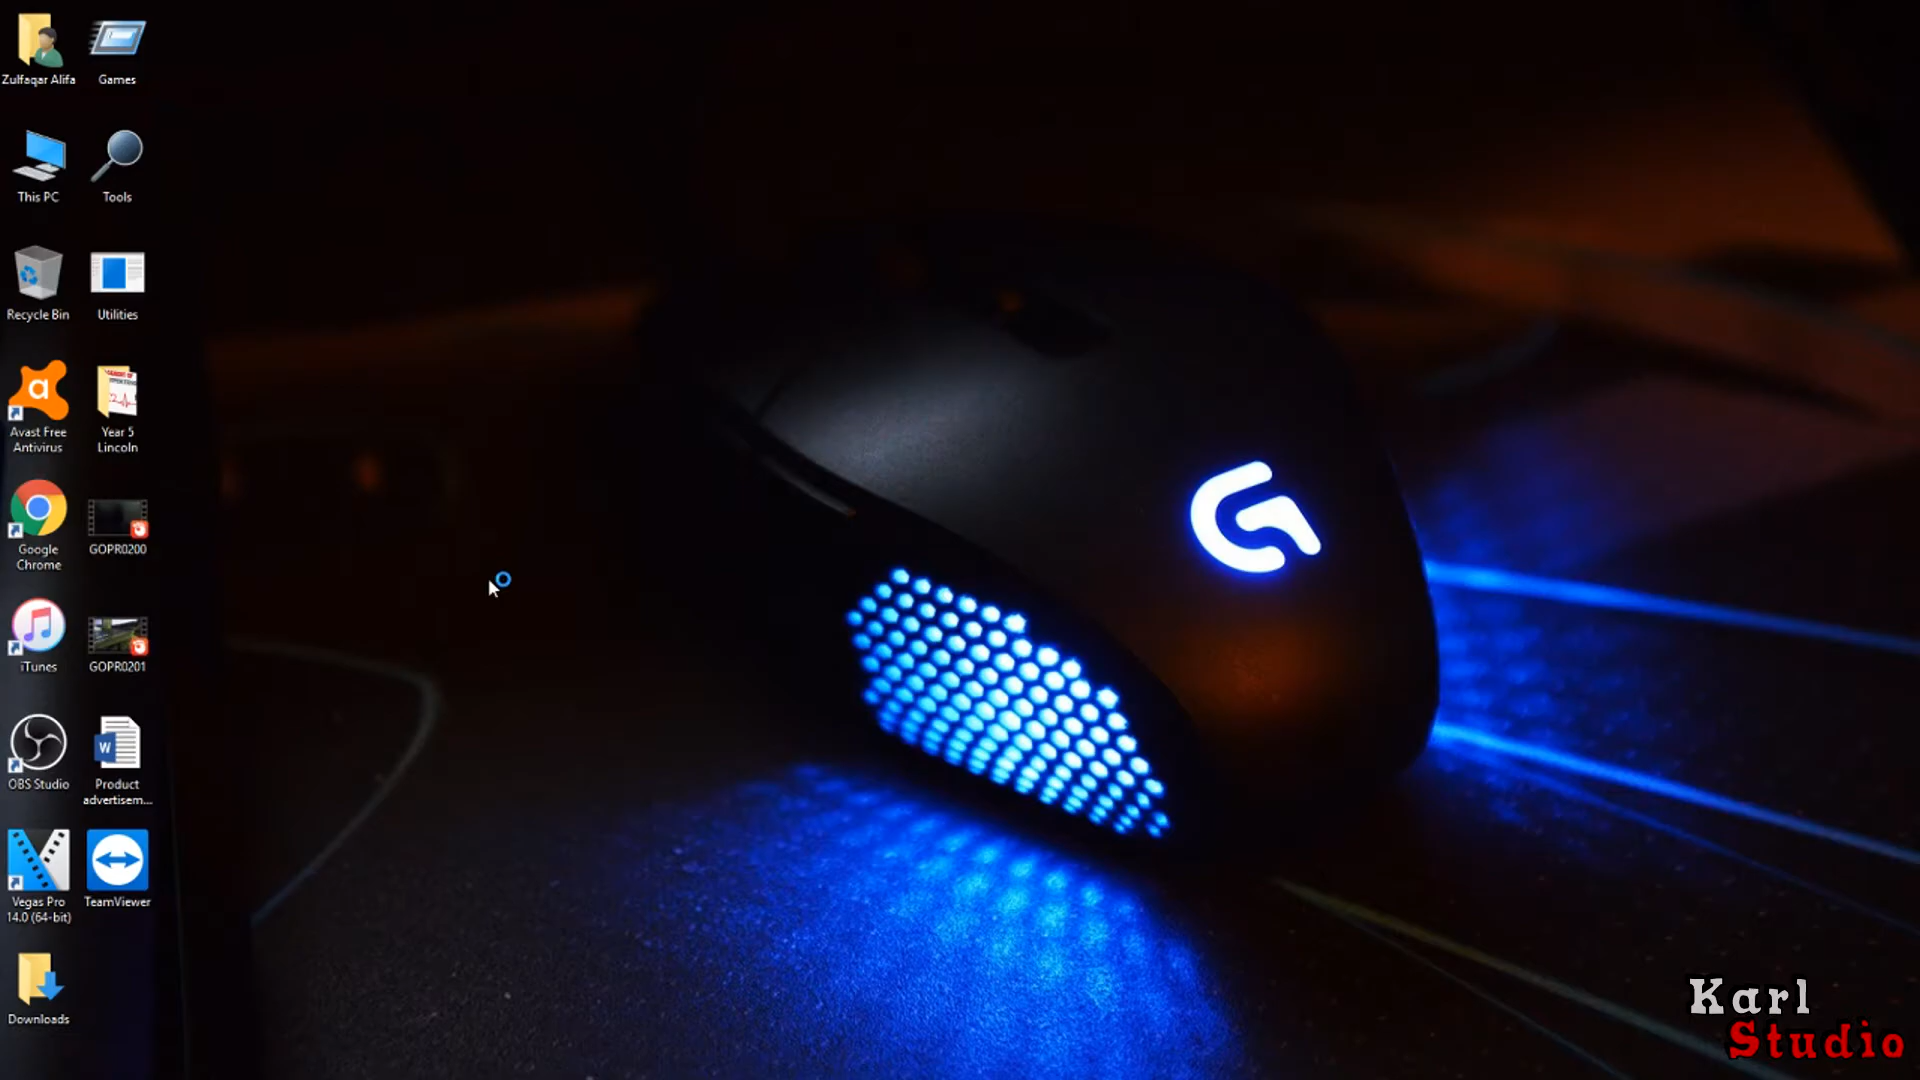 Zulfaqar Alifa
Games
This PC
Tools
Recycle Bin
Utilities
Avast Free
Antivirus
Year 5
Lincoln
Google
Chrome
GOPR0200
iTunes
GOPR0201
OBS Studio
Product
advertisem...
Vegas Pro
14.0 (64-bit)
TeamViewer
Downloads
Karl
Studio